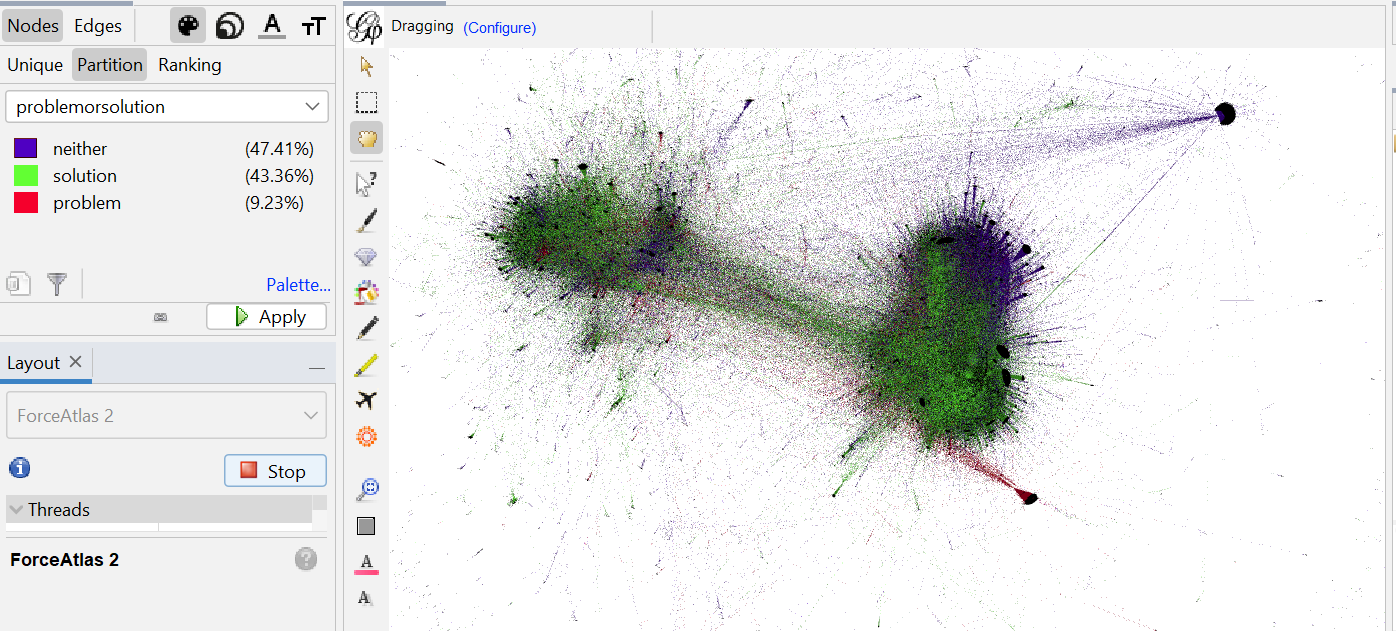 Nodes Edges A TT
Dragging (Configure)
Unique Partition Ranking
problemorsolution
neither (47.41%)
solution (43.36%)
problem (9.23%)
Palette...
Apply
Layout
ForceAtlas 2
Stop
Threads
ForceAtlas 2
A
A